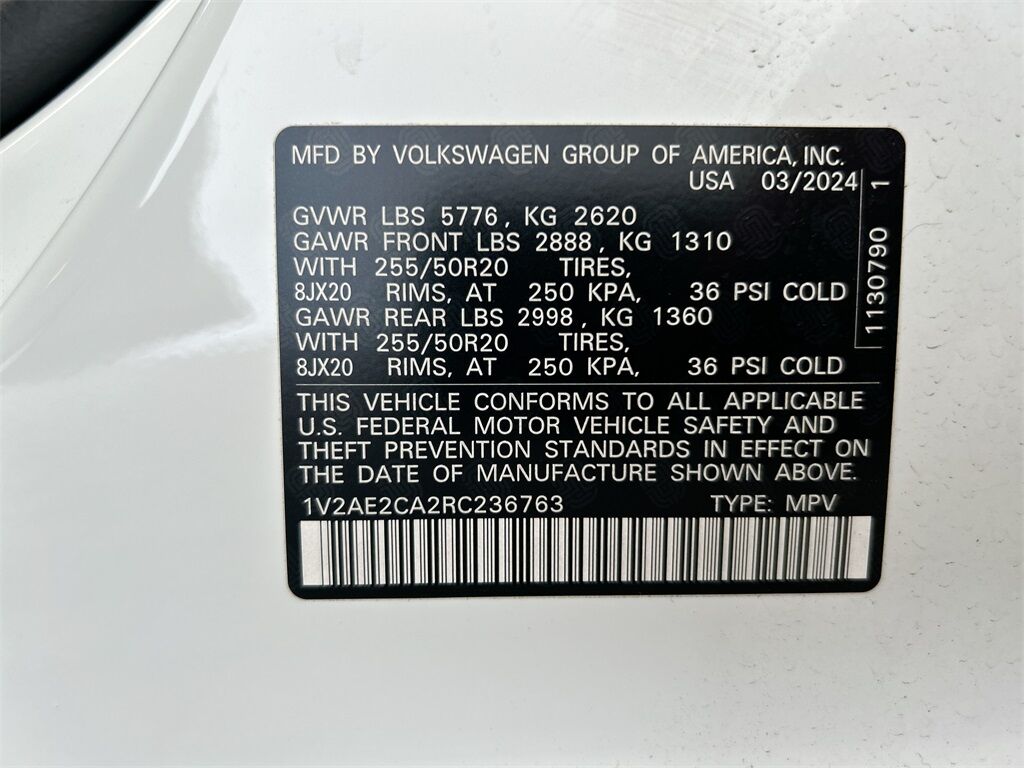 MFD BY VOLKSWAGEN GROUP OF AMERICA, INC.
USA 03/2024
GVWR LBS 5776, KG 2620
GAWR FRONT LBS 2888, KG 1310
WITH 255/50R20 TIRES,
8JX20 RIMS, AT 250 KPA, 36 PSI COLD
GAWR REAR LBS 2998, KG 1360
WITH 255/50R20 TIRES,
8JX20 RIMS, AT 250 KPA, 36 PSI COLD
1130790 1
THIS VEHICLE CONFORMS TO ALL APPLICABLE
U.S. FEDERAL MOTOR VEHICLE SAFETY AND
THEFT PREVENTION STANDARDS IN EFFECT ON
THE DATE OF MANUFACTURE SHOWN ABOVE.
1V2AE2CA2RC236763 TYPE: MPV